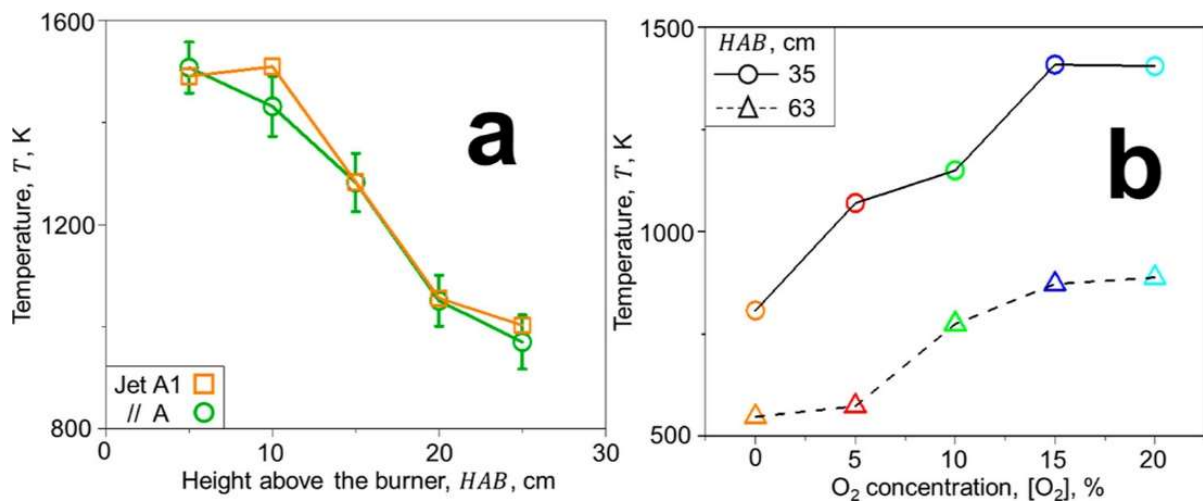 1600
1200
800
Temperature, T, K
a
Jet A1
// A
0
10
20
30
Height above the burner, HAB, cm
1500
1000
500
Temperature, T, K
HAB, cm
35
63
b
0
5
10
15
20
O₂ concentration, [O₂], %